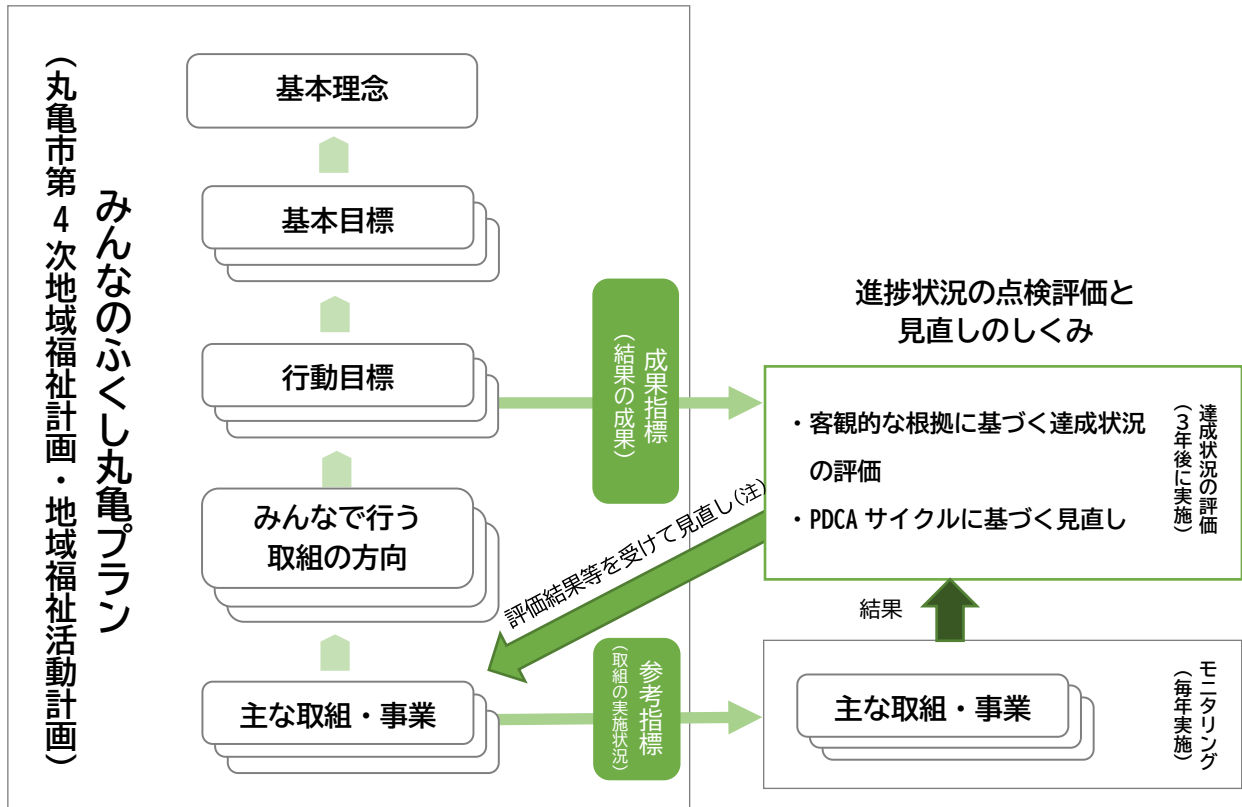 みんなのふくし丸亀プラン
（丸亀市第４次地域福祉計画・地域福祉活動計画）
基本理念
基本目標
行動目標
みんなで行う
取組の方向
主な取組・事業
成果指標
（結果の成果）
参考指標
（取組の実施状況）
評価結果等を受けて見直し（注）
進捗状況の点検評価と
見直しのしくみ
・客観的な根拠に基づく達成状況
の評価
・PDCA サイクルに基づく見直し
達成状況の評価
（３年後に実施）
結果
主な取組・事業
モニタリング
（毎年実施）